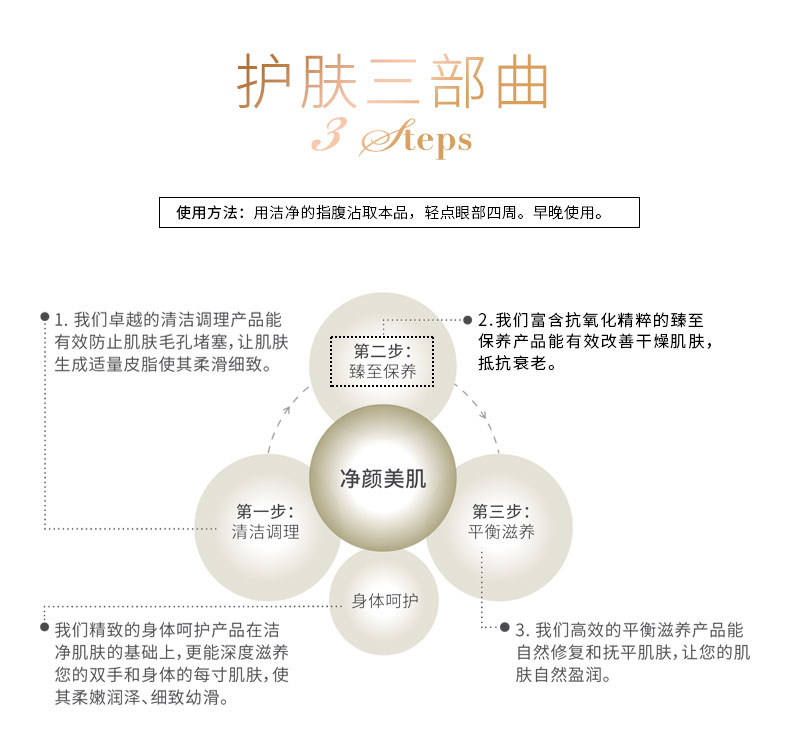 护肤三部曲
3 Steps
使用方法：用洁净的指腹沾取本品，轻点眼部四周。早晚使用。
1. 我们卓越的清洁调理产品能
有效防止肌肤毛孔堵塞，让肌肤
生成适量皮脂使其柔滑细致。
第二步：
臻至保养
2.我们富含抗氧化精粹的臻至
保养产品能有效改善干燥肌肤，
抵抗衰老。
净颜美肌
第一步：
清洁调理
第三步：
平衡滋养
身体呵护
我们精致的身体呵护产品在洁
净肌肤的基础上，更能深度滋养
您的双手和身体的每寸肌肤，使
其柔嫩润泽、细致幼滑。
3. 我们高效的平衡滋养产品能
自然修复和抚平肌肤，让您的肌
肤自然盈润。